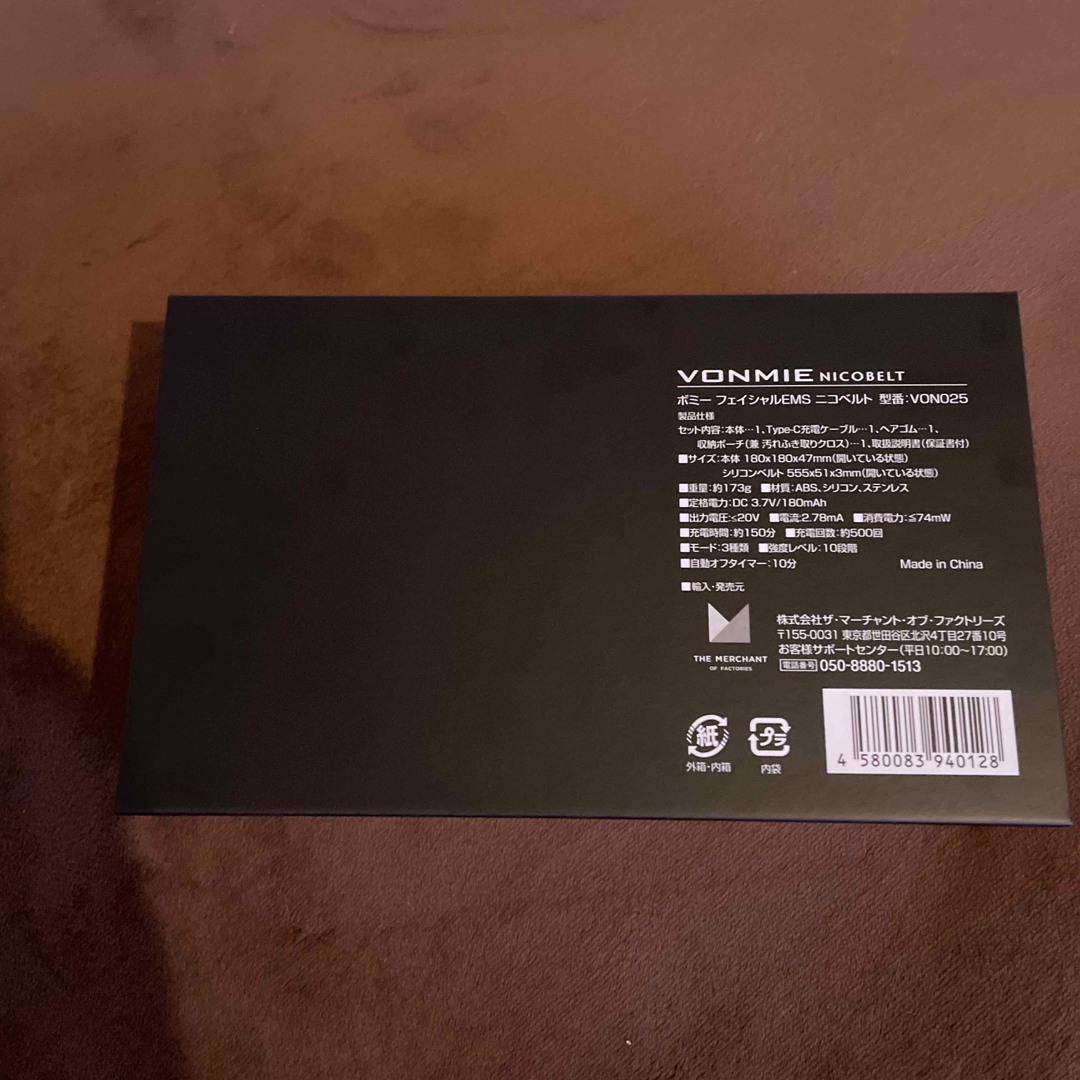 VONMIE NICOBELT
ボミー フェイシャルEMS ニコベルト 型番:VON025
製品仕様
セット内容:本体…1、Type-C充電ケーブル…1、ヘアゴム…1、
収納ポーチ(兼 汚れふき取りクロス)…1、取扱説明書(保証書付)
■サイズ:本体 180x180x47mm(開いている状態)
シリコンベルト 555x51x3mm(開いている状態)
■重量:約173g ■材質:ABS、シリコン、ステンレス
■定格電力:DC 3.7V/180mAh
■出力電圧:≤20V ■電流:2.78mA ■消費電力:≦74mW
■充電時間:約150分 ■充電回数:約500回
■モード:3種類 ■強度レベル:10段階
■自動オフタイマー:10分 Made in China
■輸入・発売元
THE MERCHANT
OF FACTORIES
株式会社ザ・マーチャント・オブ・ファクトリーズ
〒155-0031 東京都世田谷区北沢4丁目27番10号
お客様サポートセンター(平日10:00~17:00)
電話番号 050-8880-1513
紙 プラ
外箱・内箱 内袋
4 580083 940128